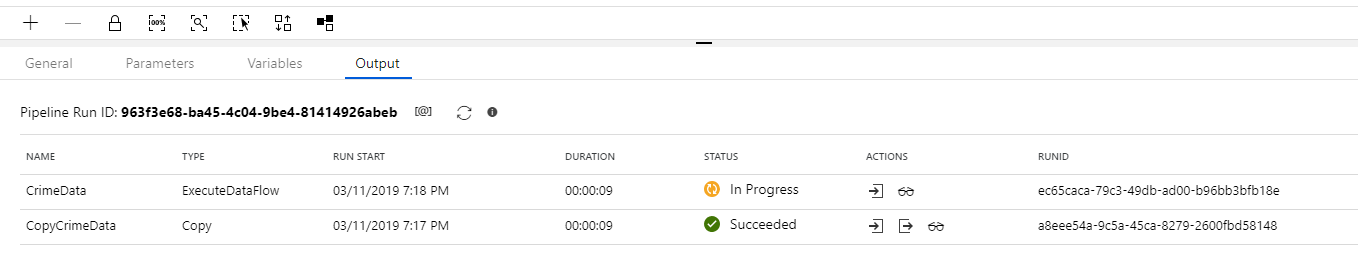 100%
General Parameters Variables Output
Pipeline Run ID: 963f3e68-ba45-4c04-9be4-81414926abeb [@]
NAME TYPE RUN START DURATION STATUS ACTIONS RUNID
CrimeData ExecuteDataFlow 03/11/2019 7:18 PM 00:00:09 In Progress ec65caca-79c3-49db-ad00-b96bb3bfb18e
CopyCrimeData Copy 03/11/2019 7:17 PM 00:00:09 Succeeded a8eee54a-9c5a-45ca-8279-2600fbd58148